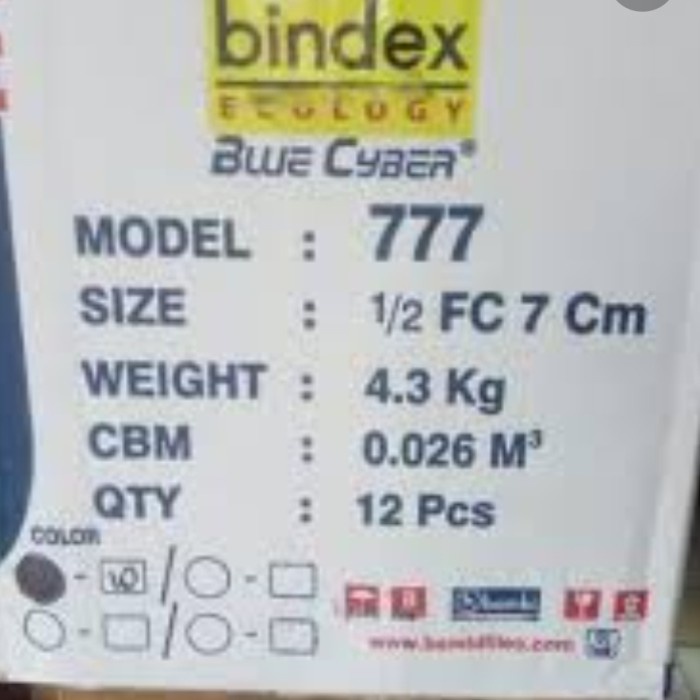 bindex
ECOLOGY
BLUE CYBER®
MODEL : 777
SIZE : 1/2 FC 7 Cm
WEIGHT : 4.3 Kg
CBM : 0.026 M³
QTY : 12 Pcs
COLOR